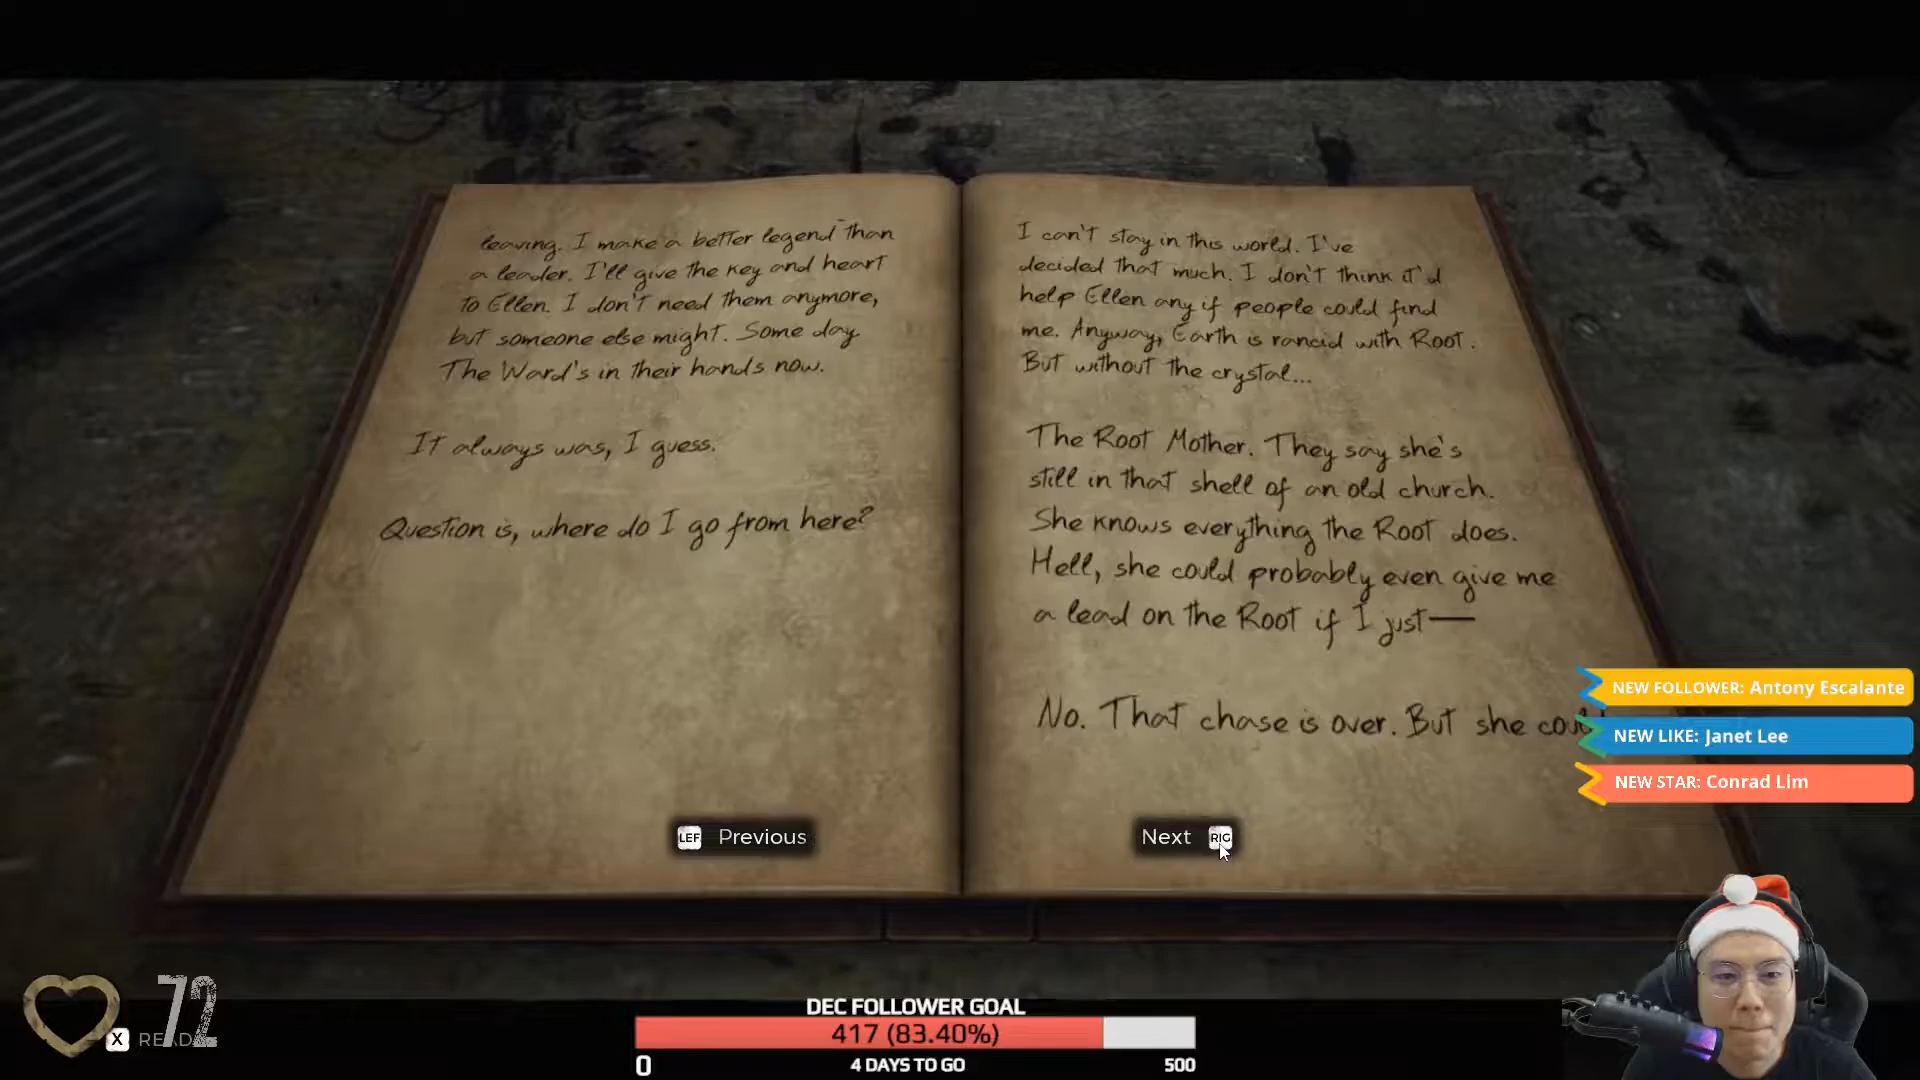 leaving. I make a better legend than
a leader. I'll give the key and heart
to Ellen. I don't need them anymore,
but someone else might. Some day
The Ward's in their hands now.
It always was, I guess.
Question is, where do I go from here?
I can't stay in this world. I've
decided that much. I don't think it'd
help Ellen any if people could find
me. Anyway, Earth is rancid with Root.
But without the crystal...
The Root Mother. They say she's
still in that shell of an old church.
She knows everything the Root does.
Hell, she could probably even give me
a lead on the Root if I just—
No. That chase is over. But she
NEW FOLLOWER: Antony Escalante
NEW LIKE: Janet Lee
NEW STAR: Conrad Lim
LEF Previous
Next RIG
72
X READ
DEC FOLLOWER GOAL
417 (83.40%)
0 4 DAYS TO GO 500